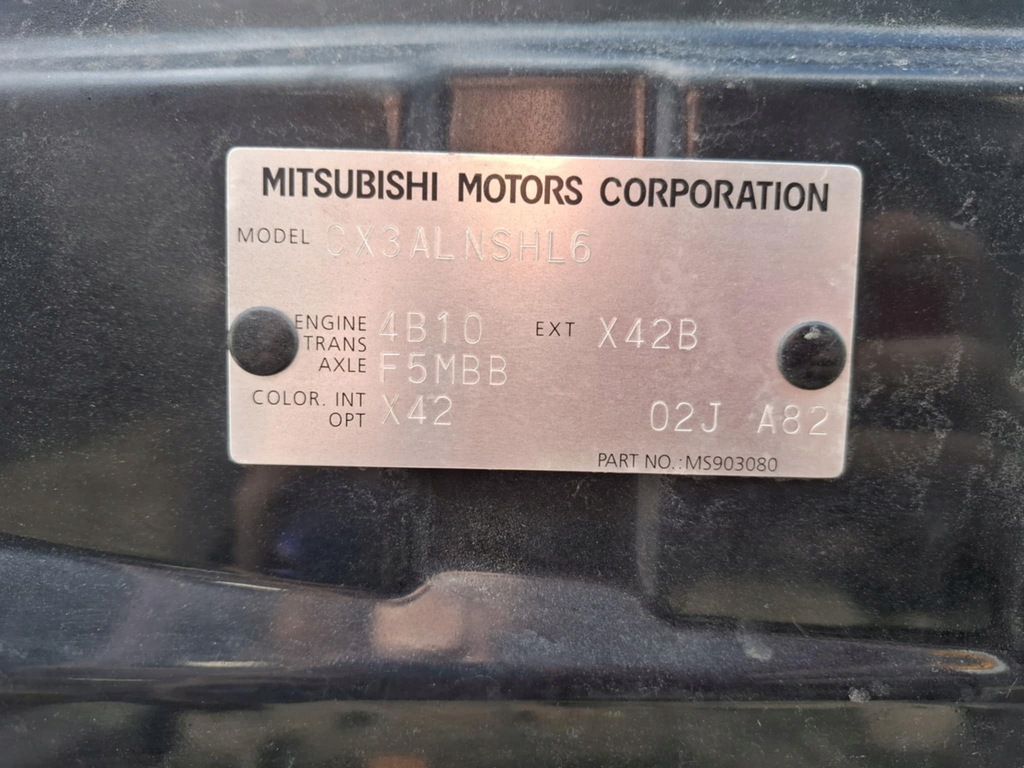 MITSUBISHI MOTORS CORPORATION
MODEL CX3ALNSHL6
ENGINE 4B10 EXT X42B
TRANS
AXLE F5MBB
COLOR. INT X42
OPT 02J A82
PART NO.:MS903080